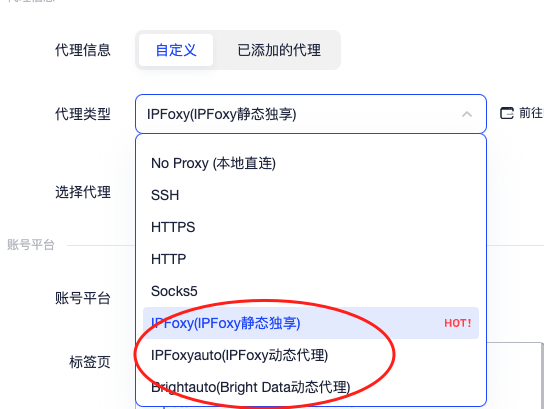 代理信息
代理信息
自定义
已添加的代理
代理类型
IPFoxy(IPFoxy静态独享)
前往
No Proxy (本地直连)
选择代理
SSH
HTTPS
账号平台
HTTP
Socks5
账号平台
IPFoxy(IPFoxy静态独享)
HOT!
IPFoxyauto(IPFoxy动态代理)
标签页
Brightauto(Bright Data动态代理)